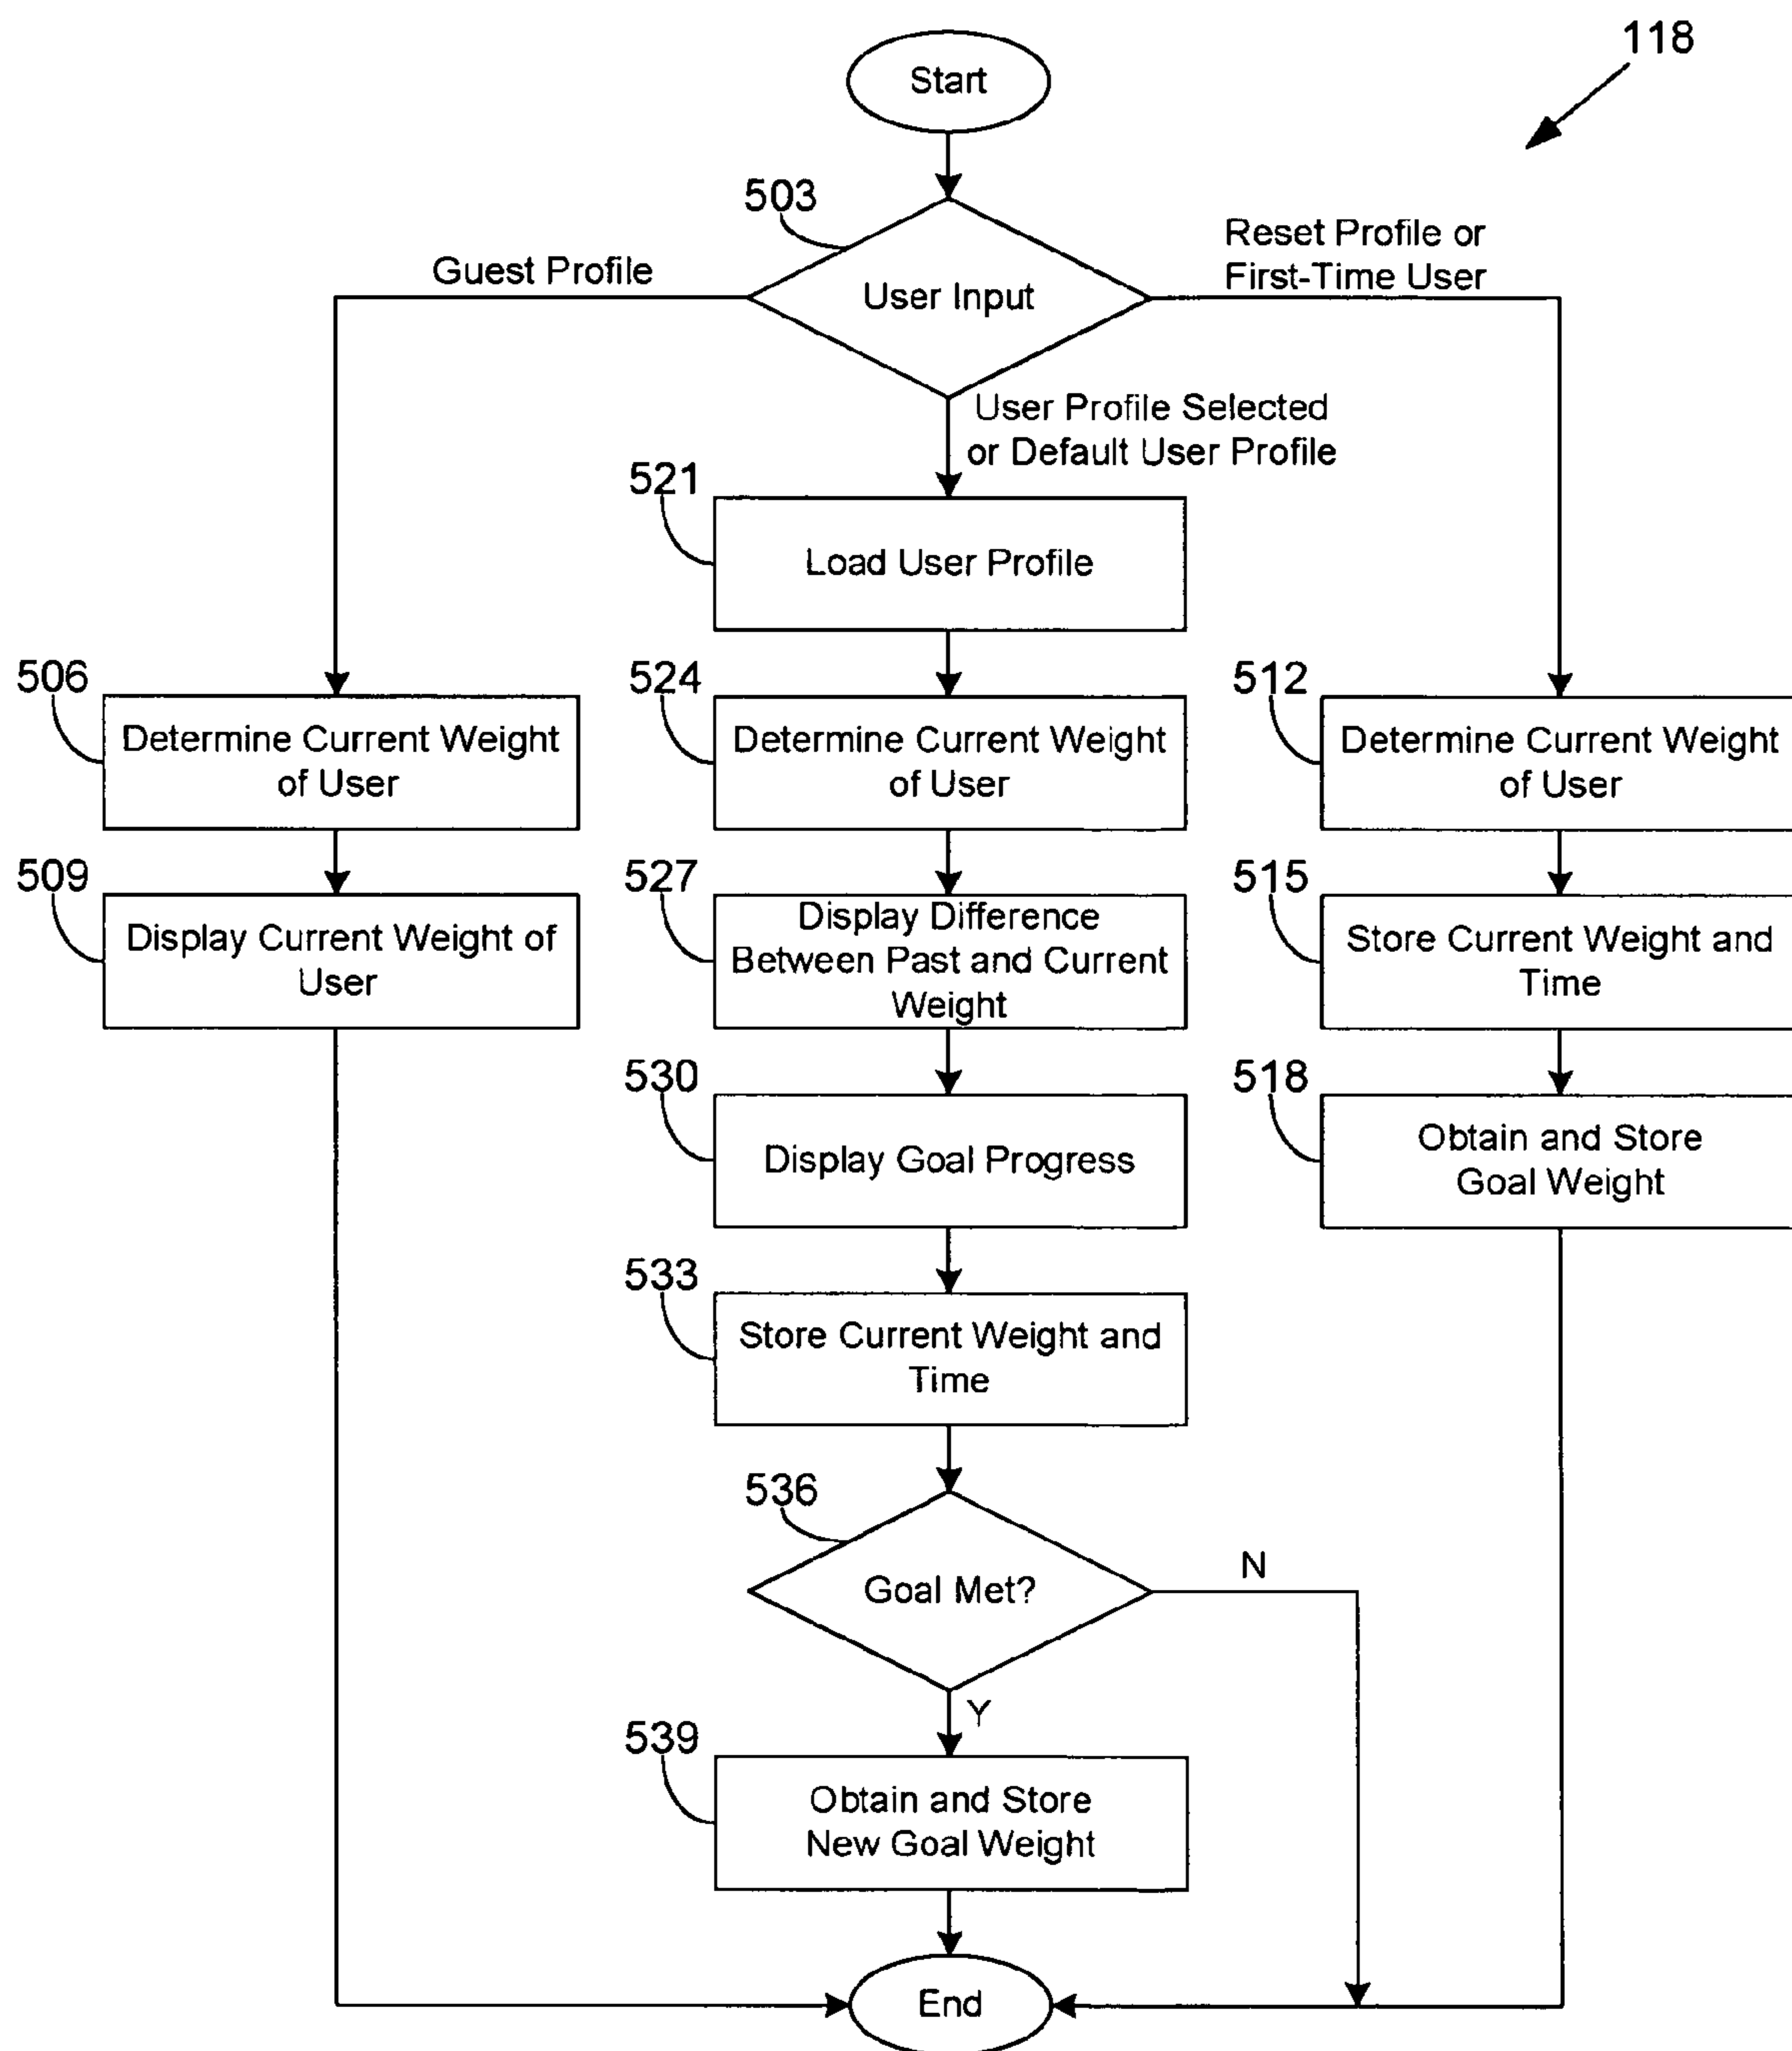 118
Start
503
Guest Profile
User Input
Reset Profile or
First-Time User
User Profile Selected
or Default User Profile
521
Load User Profile
506
Determine Current Weight
of User
524
Determine Current Weight
of User
512
Determine Current Weight
of User
509
Display Current Weight of
User
527
Display Difference
Between Past and Current
Weight
515
Store Current Weight and
Time
530
Display Goal Progress
518
Obtain and Store
Goal Weight
533
Store Current Weight and
Time
536
Goal Met?
N
Y
539
Obtain and Store
New Goal Weight
End